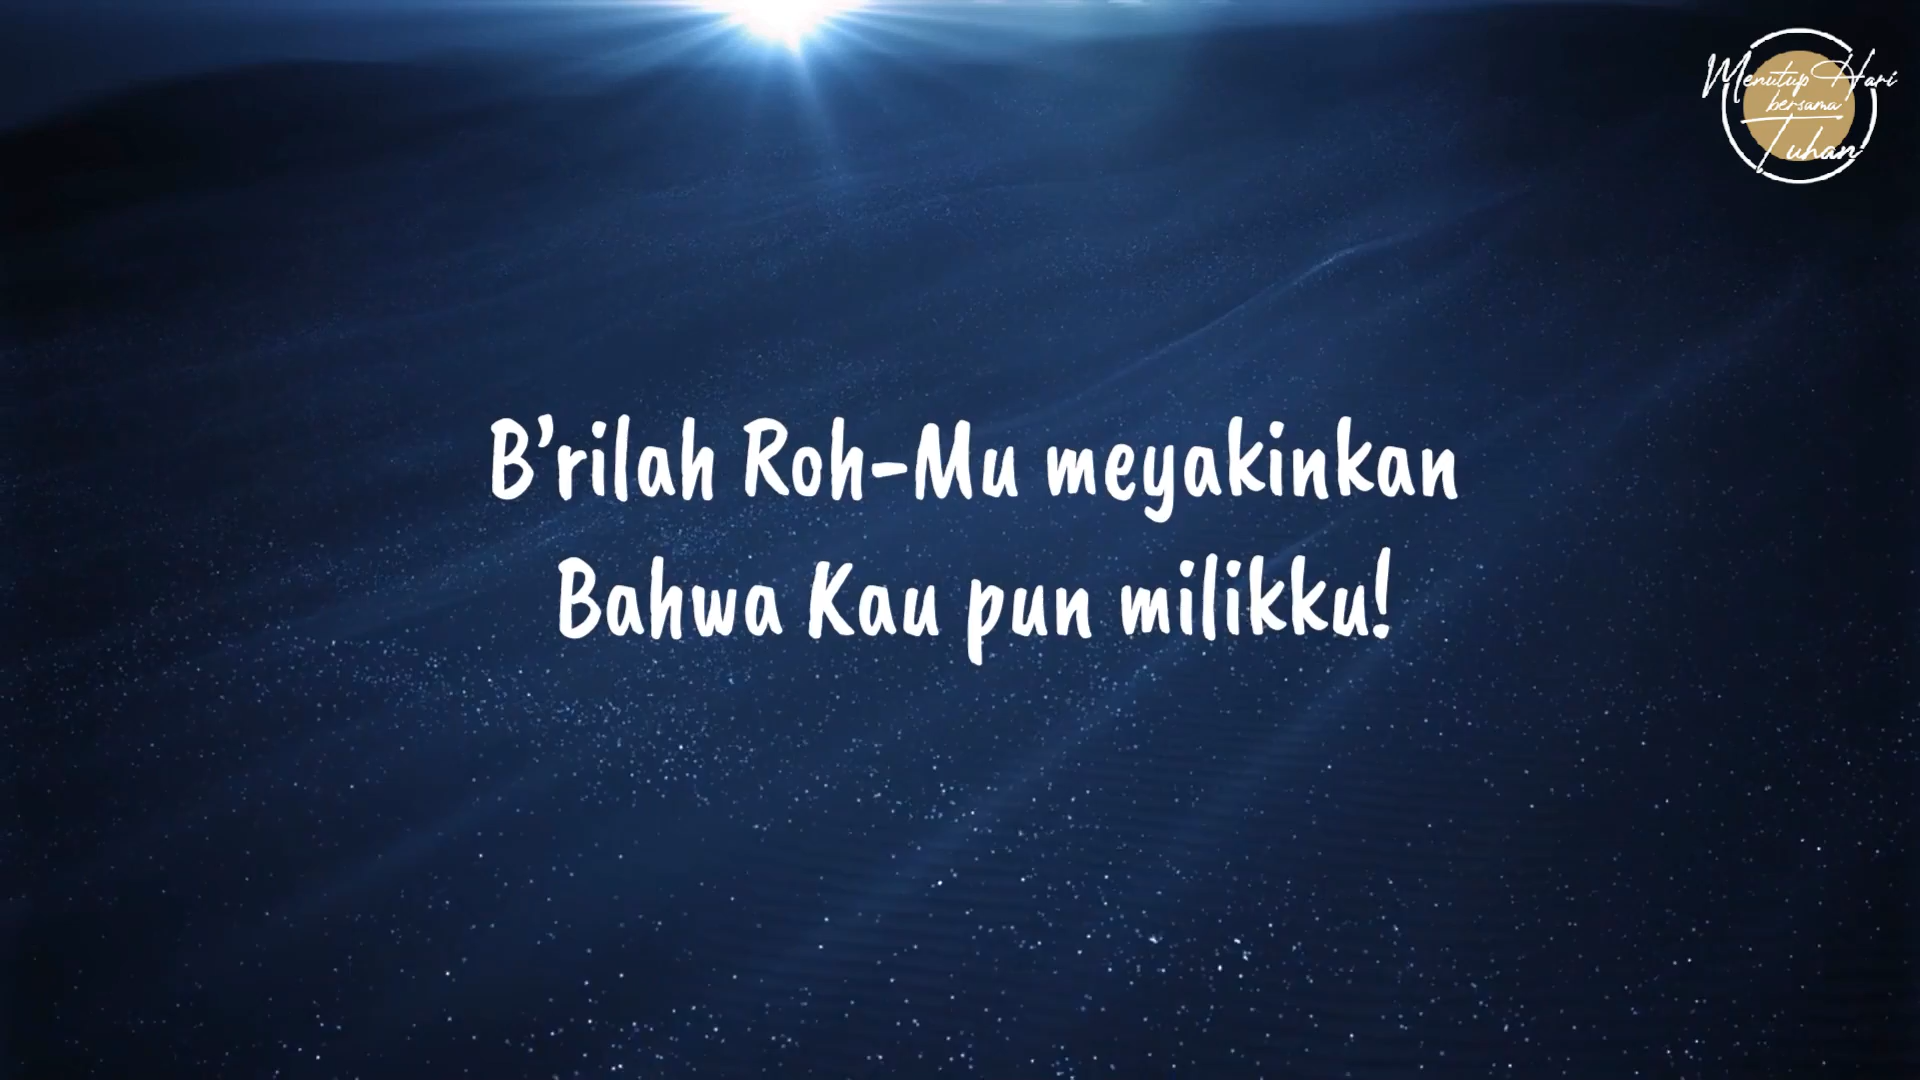 Menutup Hari
bersama
Tuhan
B’rilah Roh-Mu meyakinkan
Bahwa Kau pun milikku!